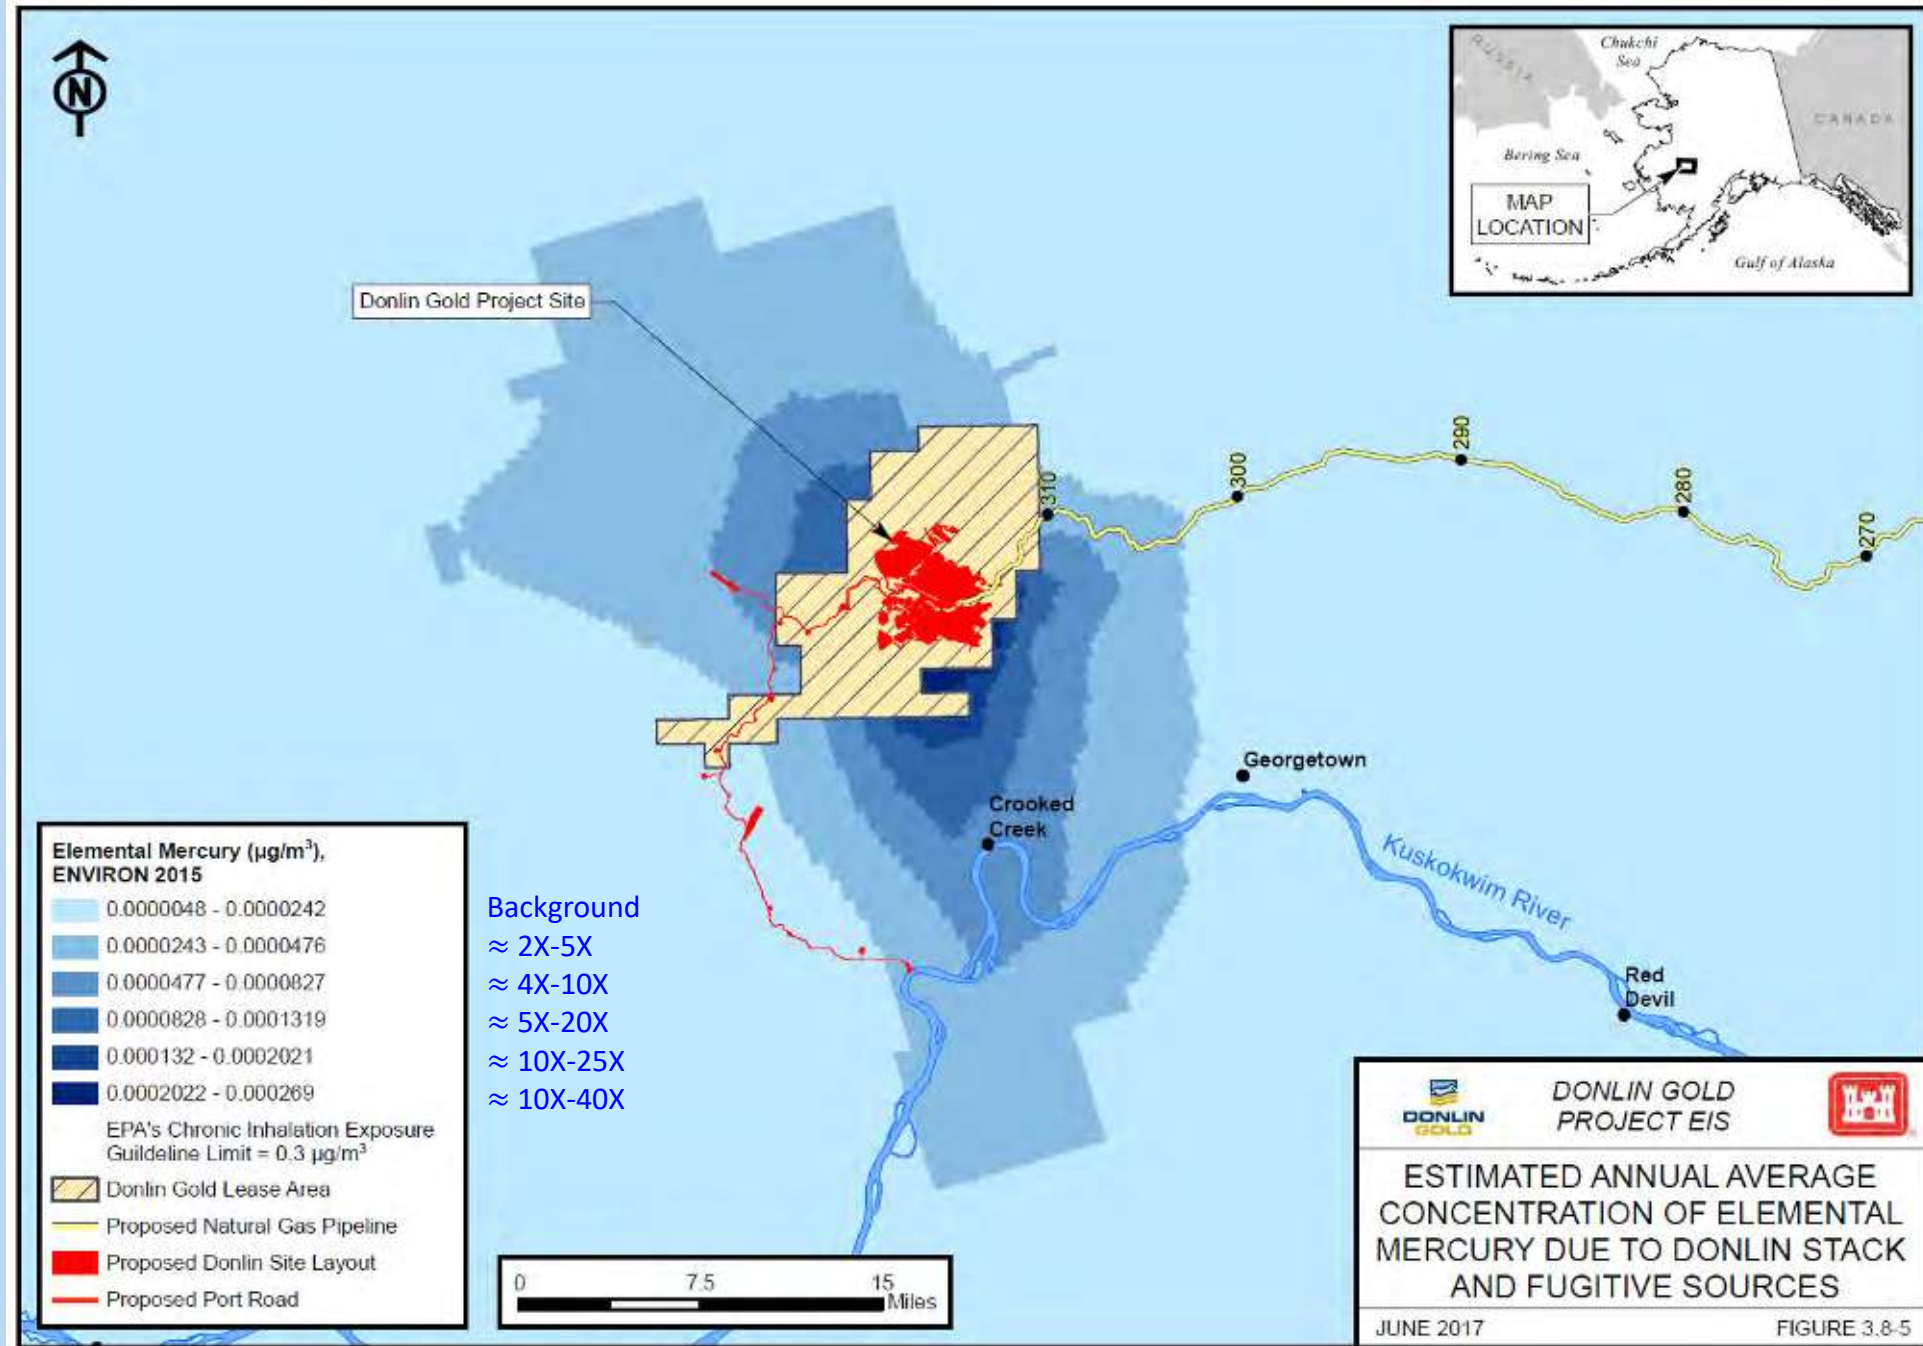 N
RUSSIA
Chukchi
Sea
CANADA
Bering Sea
MAP
LOCATION
Gulf of Alaska
Donlin Gold Project Site
310
300
290
280
270
Georgetown
Crooked
Creek
Kuskokwim River
Red
Devil
Elemental Mercury (µg/m³),
ENVIRON 2015
0.0000048 - 0.0000242
0.0000243 - 0.0000476
0.0000477 - 0.0000827
0.0000828 - 0.0001319
0.000132 - 0.0002021
0.0002022 - 0.000269
EPA's Chronic Inhalation Exposure
Guildeline Limit = 0.3 µg/m³
Donlin Gold Lease Area
Proposed Natural Gas Pipeline
Proposed Donlin Site Layout
Proposed Port Road
Background
≈ 2X-5X
≈ 4X-10X
≈ 5X-20X
≈ 10X-25X
≈ 10X-40X
0 7.5 15
Miles
DONLIN
GOLD
DONLIN GOLD
PROJECT EIS
ESTIMATED ANNUAL AVERAGE
CONCENTRATION OF ELEMENTAL
MERCURY DUE TO DONLIN STACK
AND FUGITIVE SOURCES
JUNE 2017 FIGURE 3.8-5